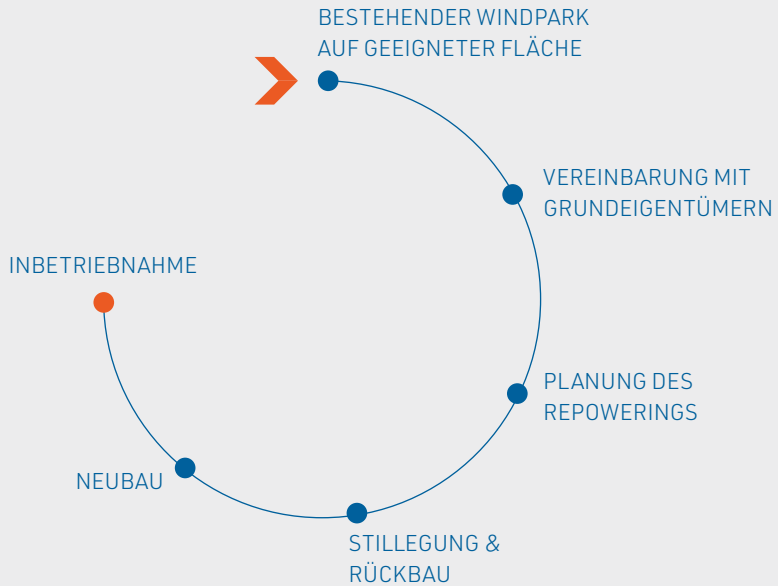 BESTEHENDER WINDPARK
AUF GEEIGNETER FLÄCHE
VEREINBARUNG MIT
GRUNDEIGENTÜMERN
PLANUNG DES
REPOWERINGS
STILLEGUNG &
RÜCKBAU
NEUBAU
INBETRIEBNAHME